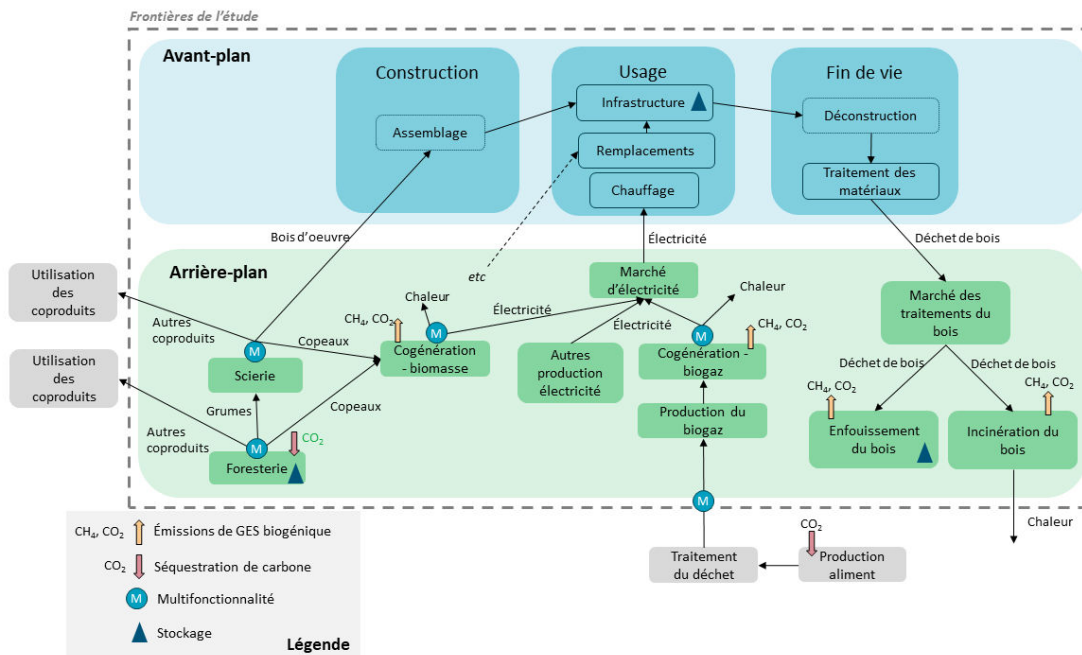 Frontières de l'étude
Avant-plan
Construction
Usage
Fin de vie
Infrastructure
Assemblage
Déconstruction
Remplacements
Chauffage
Traitement des
matériaux
Bois d'oeuvre
Électricité
Déchet de bois
Arrière-plan
etc
Utilisation
des
coproduits
Marché
d'électricité
Chaleur
Chaleur
Marché des
traitements du
bois
Autres
coproduits
Copeaux
CH₄, CO₂
Électricité
Électricité
CH₄, CO₂
M
M
M
Scierie
Cogénération
- biomasse
Autres
production
électricité
Cogénération -
biogaz
Déchet de bois
Déchet de bois
Utilisation
des
coproduits
CH₄, CO₂
CH₄, CO₂
Grumes
Copeaux
Production du
biogaz
Autres
coproduits
CO₂
M
Foresterie
Enfouissement
du bois
Incinération du
bois
M
CH₄, CO₂
Émissions de GES biogénique
CO₂
Séquestration de carbone
M
Multifonctionnalité
Stockage
Légende
CO₂
Traitement
du déchet
Production
aliment
Chaleur